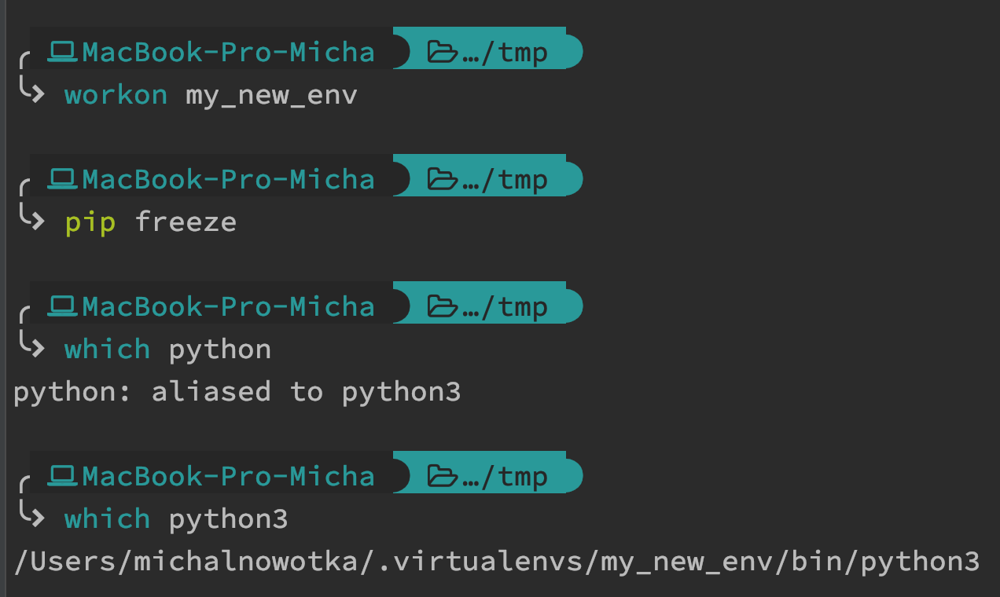 MacBook-Pro-Micha …/tmp
workon my_new_env
MacBook-Pro-Micha …/tmp
pip freeze
MacBook-Pro-Micha …/tmp
which python
python: aliased to python3
MacBook-Pro-Micha …/tmp
which python3
/Users/michalnowotka/.virtualenvs/my_new_env/bin/python3